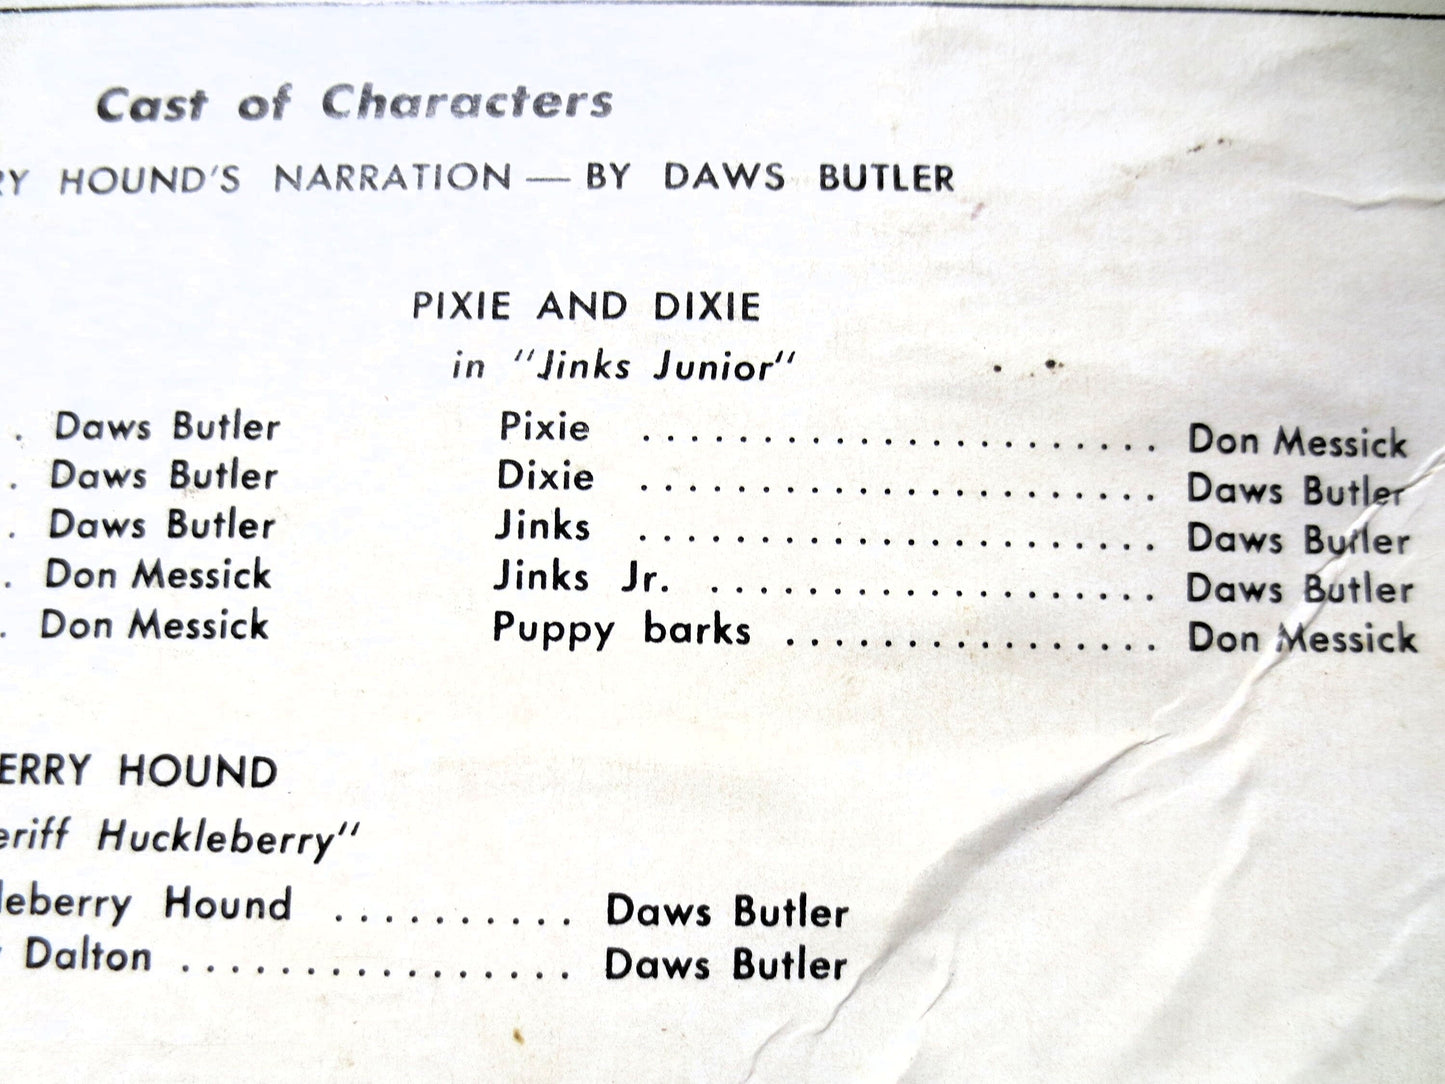 Cast of Characters
RY HOUND'S NARRATION — BY DAWS BUTLER
PIXIE AND DIXIE
in "Jinks Junior"
. Daws Butler
. Daws Butler
. Daws Butler
. Don Messick
. Don Messick
Pixie ...................... Don Messick
Dixie ...................... Daws Butler
Jinks ...................... Daws Butler
Jinks Jr. ................... Daws Butler
Puppy barks ................ Don Messick
ERRY HOUND
eriff Huckleberry"
leberry Hound .......... Daws Butler
Dalton ................ Daws Butler